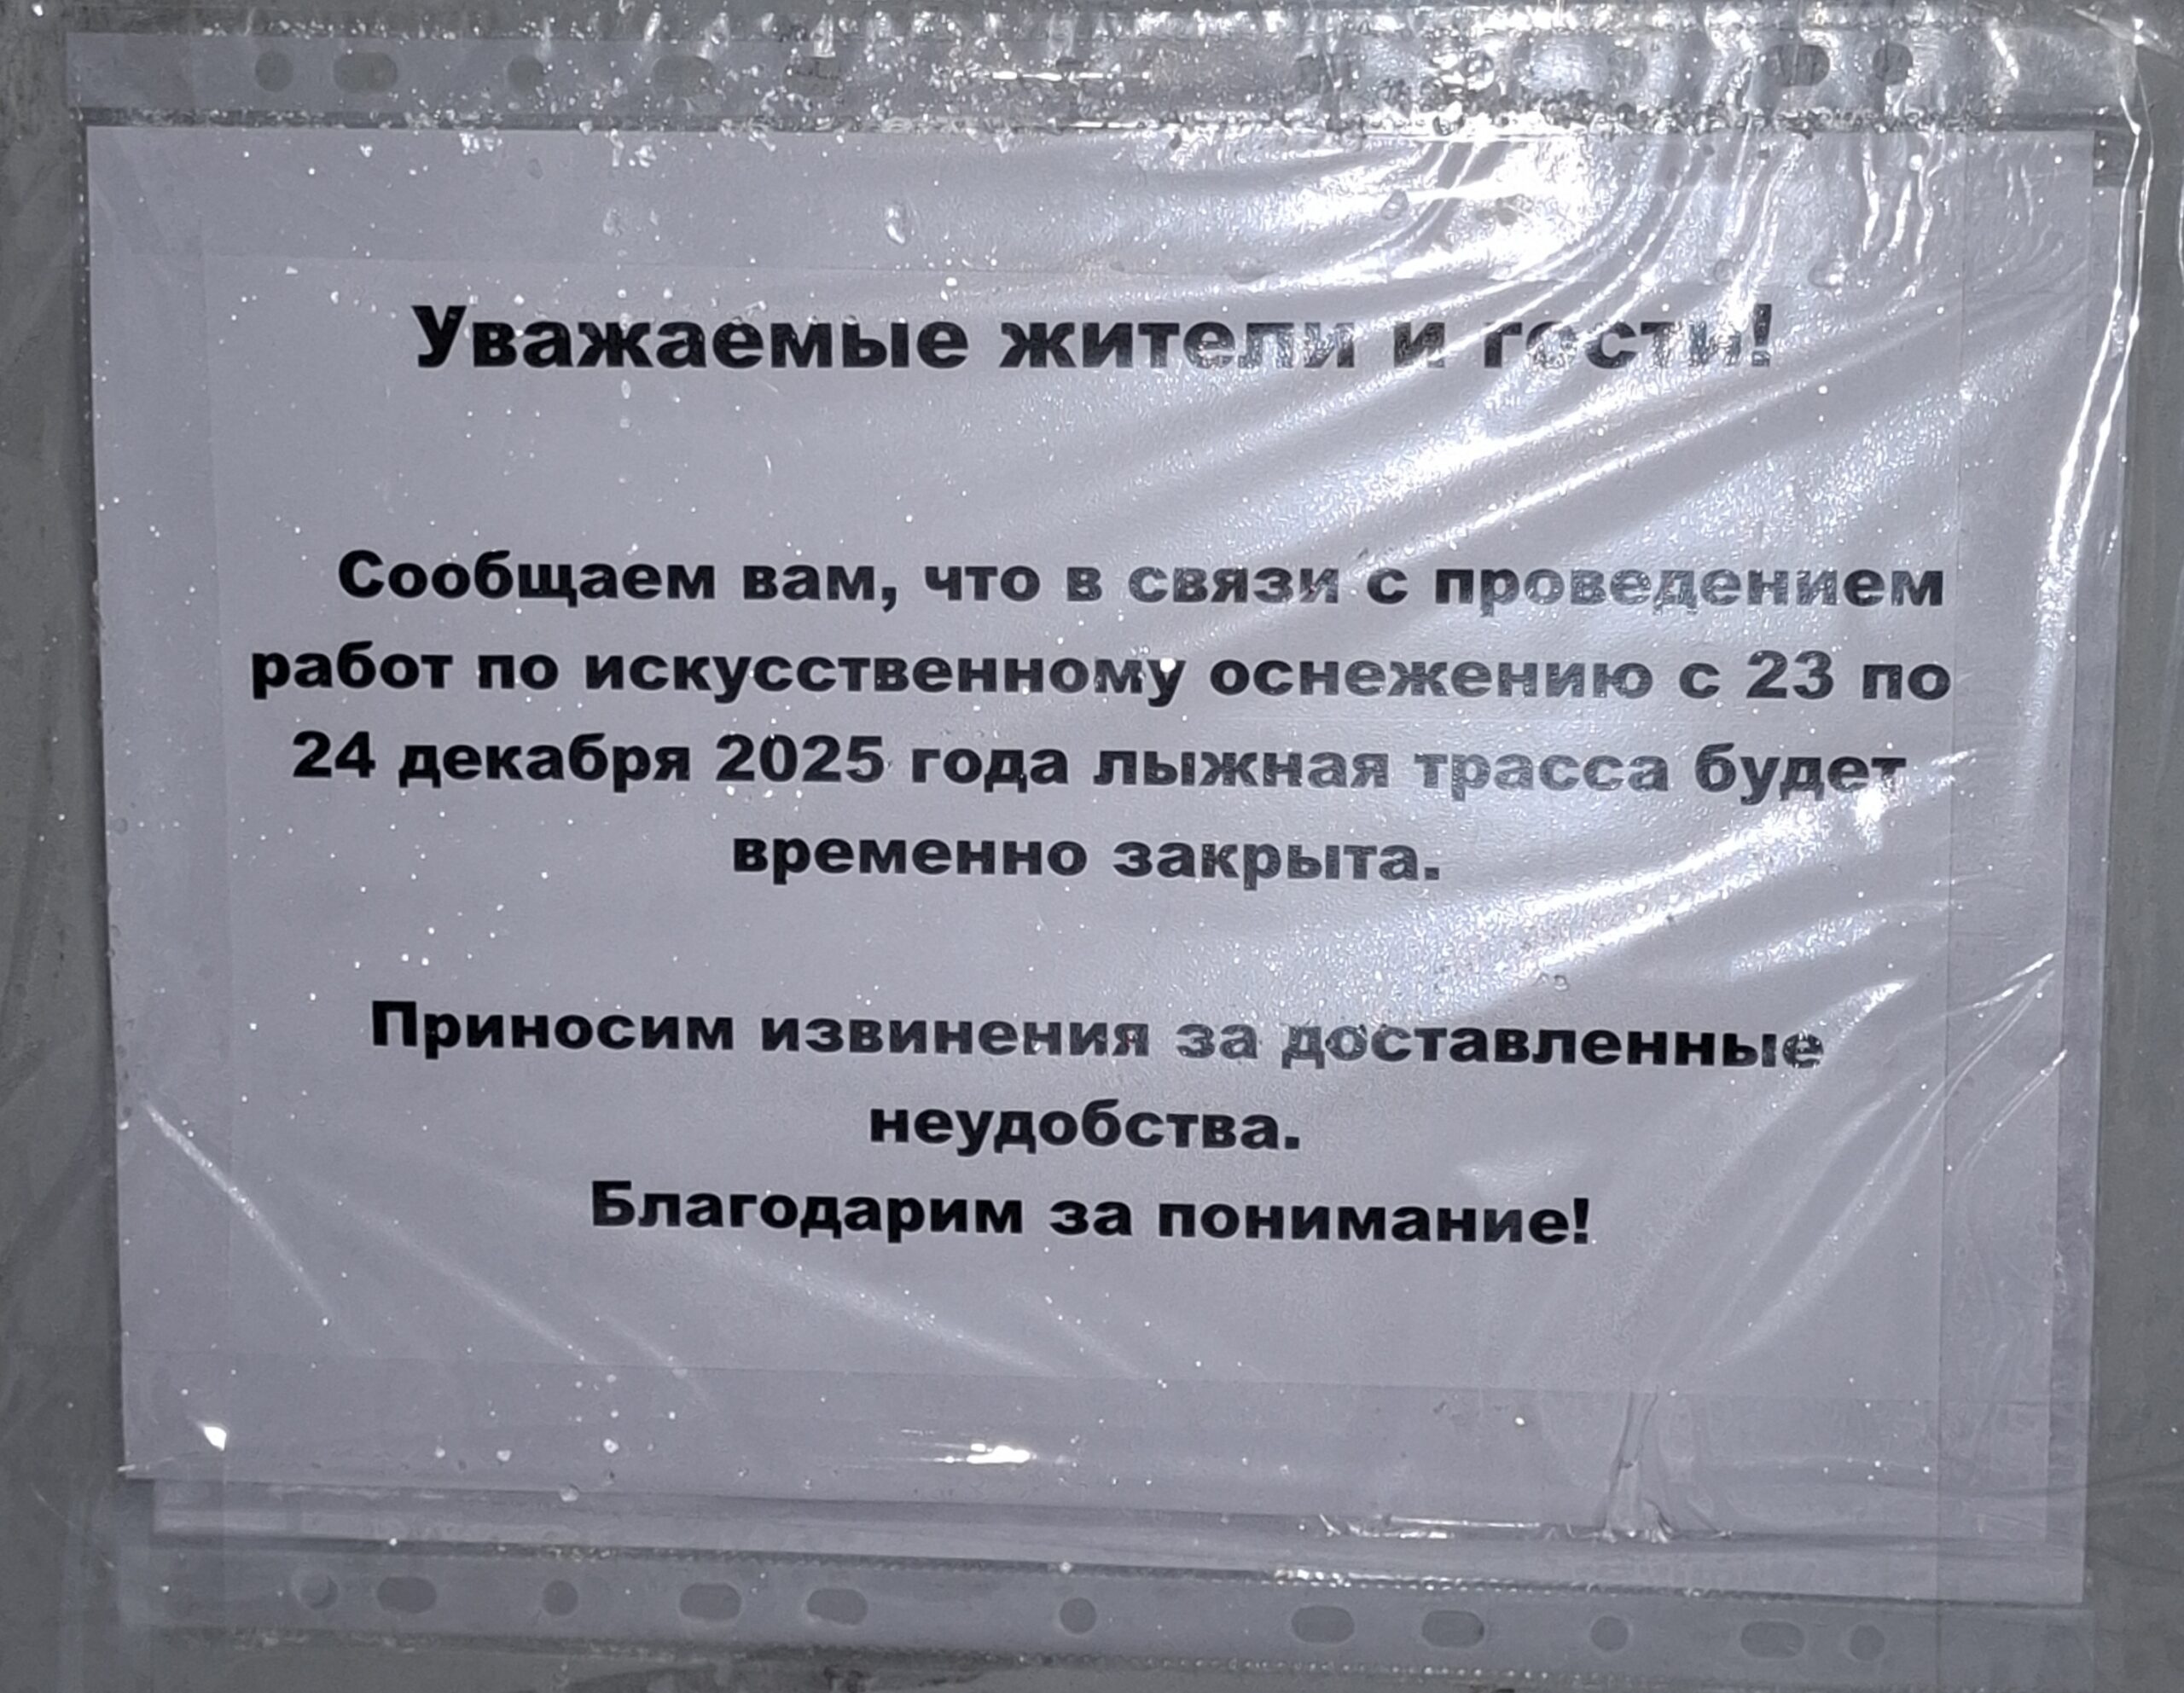 Уважаемые жители и гости!
Сообщаем вам, что в связи с проведением
работ по искусственному оснежению с 23 по
24 декабря 2025 года лыжная трасса будет
временно закрыта.
Приносим извинения за доставленные
неудобства.
Благодарим за понимание!